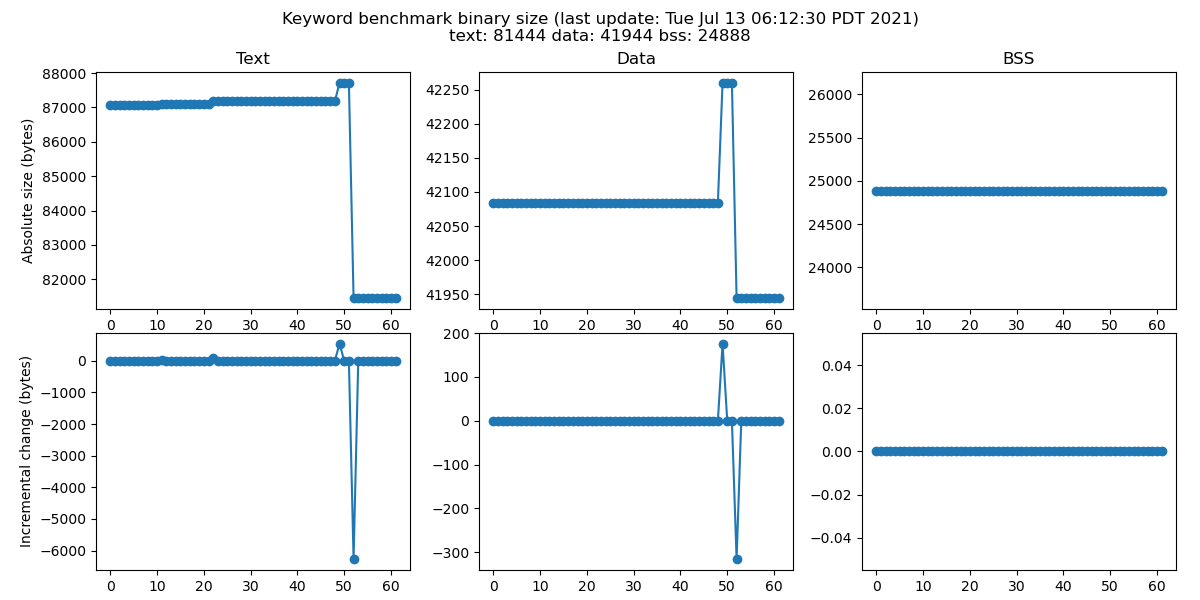 Keyword benchmark binary size (last update: Tue Jul 13 06:12:30 PDT 2021)
text: 81444 data: 41944 bss: 24888
Text
Data
BSS
Absolute size (bytes)
88000
87000
86000
85000
84000
83000
82000
0 10 20 30 40 50 60
42250
42200
42150
42100
42050
42000
41950
0 10 20 30 40 50 60
26000
25500
25000
24500
24000
0 10 20 30 40 50 60
Incremental change (bytes)
0
−1000
−2000
−3000
−4000
−5000
−6000
0 10 20 30 40 50 60
200
100
0
−100
−200
−300
0 10 20 30 40 50 60
0.04
0.02
0.00
−0.02
−0.04
0 10 20 30 40 50 60